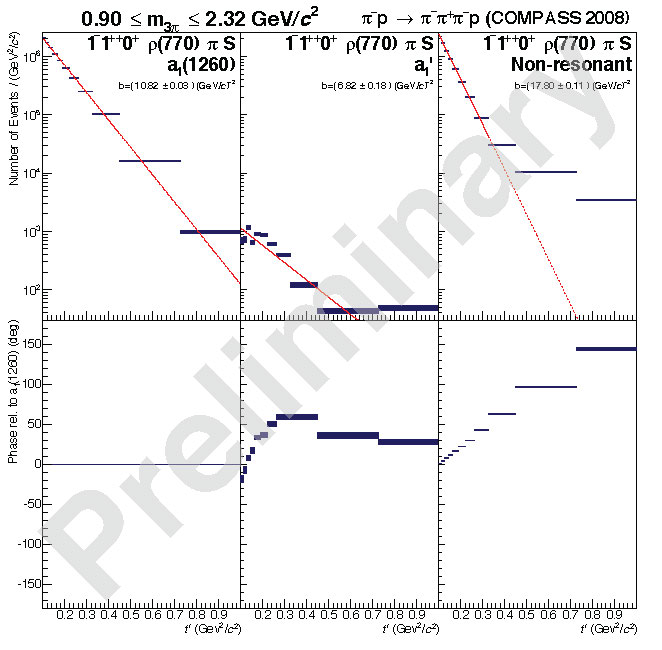 0.90 ≤ m3π ≤ 2.32 GeV/c² π⁻p → π⁻π⁺π⁻p (COMPASS 2008)
1⁻1⁺⁺0⁺ ρ(770) π S 1⁻1⁺⁺0⁺ ρ(770) π S 1⁻1⁺⁺0⁺ ρ(770) π S
a₁(1260) a₁' Non-resonant
b=(10.82 ± 0.03) (GeV/c)⁻² b=(6.82 ± 0.18) (GeV/c)⁻² b=(17.80 ± 0.11) (GeV/c)⁻²
Number of Events / (GeV²/c²)
10⁶
10⁵
10⁴
10³
10²
Preliminary
Phase rel. to a₁(1260) (deg)
150
100
50
0
-50
-100
-150
0.2 0.3 0.4 0.5 0.6 0.7 0.8 0.9 0.2 0.3 0.4 0.5 0.6 0.7 0.8 0.9 0.2 0.3 0.4 0.5 0.6 0.7 0.8 0.9 1
t' (GeV²/c²) t' (GeV²/c²) t' (GeV²/c²)